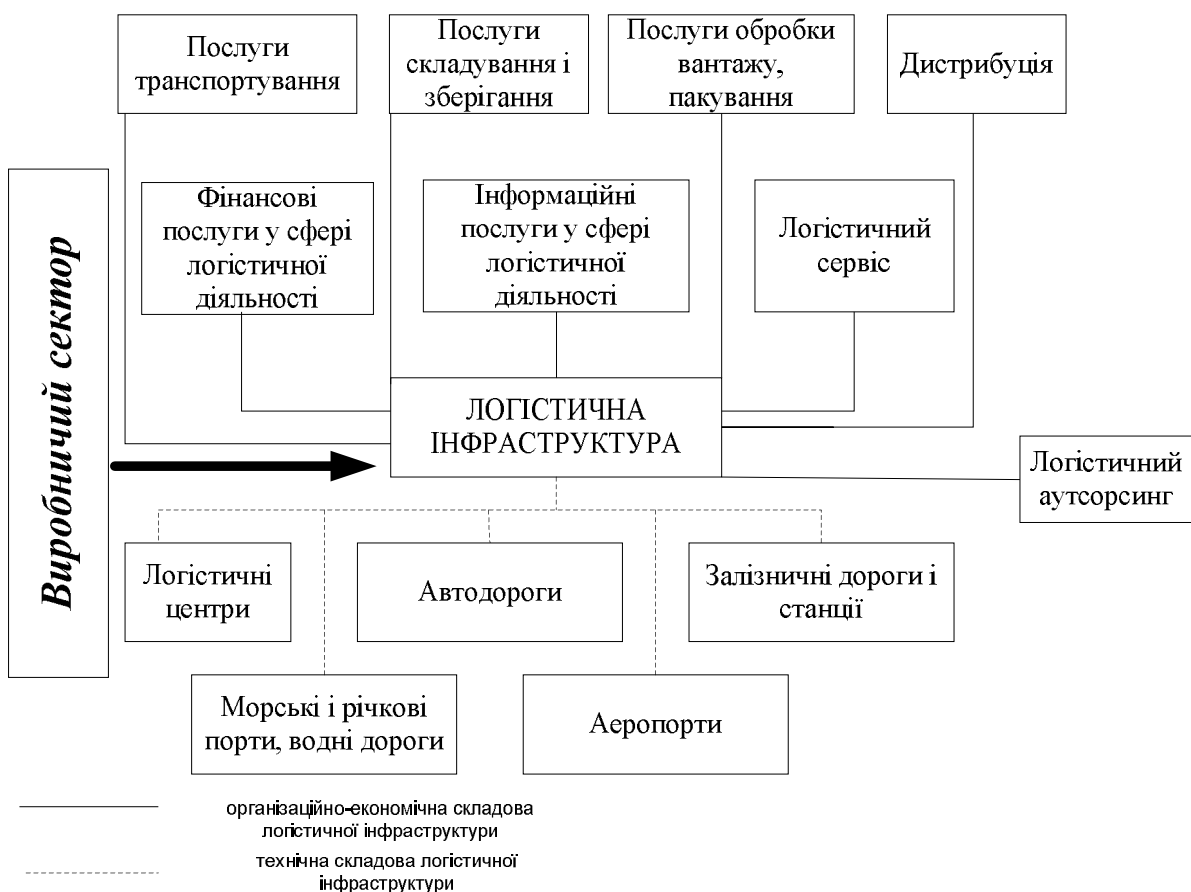 Послуги
транспортування
Послуги
складування і
зберігання
Послуги обробки
вантажу,
пакування
Дистрибуція
Виробничий сектор
Фінансові
послуги у сфері
логістичної
діяльності
Інформаційні
послуги у сфері
логістичної
діяльності
Логістичний
сервіс
ЛОГІСТИЧНА
ІНФРАСТРУКТУРА
Логістичний
аутсорсинг
Логістичні
центри
Автодороги
Залізничні дороги і
станції
Морські і річкові
порти, водні дороги
Аеропорти
організаційно-економічна складова
логістичної інфраструктури
технічна складова логістичної
інфраструктури